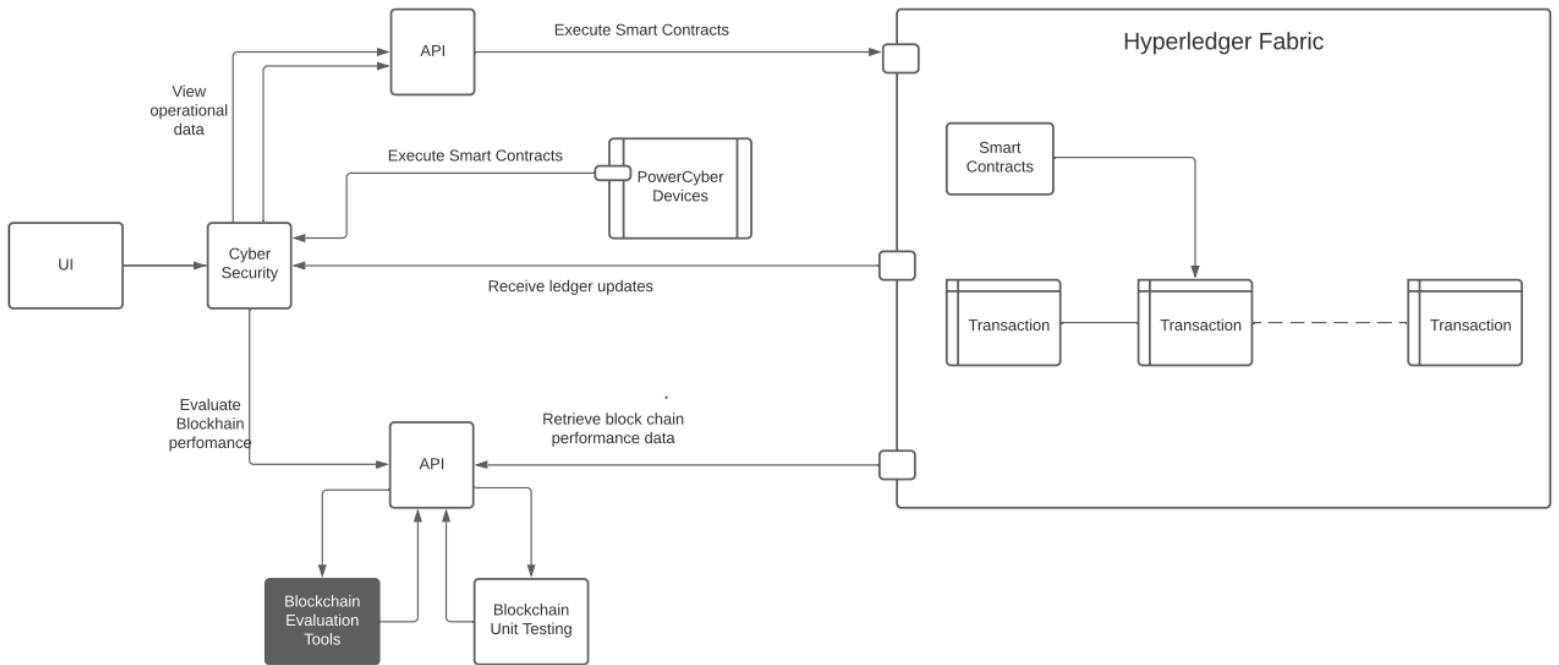 API
Execute Smart Contracts
Hyperledger Fabric
View
operational
data
Execute Smart Contracts
PowerCyber
Devices
Smart
Contracts
UI
Cyber
Security
Receive ledger updates
Transaction
Transaction
Transaction
Evaluate
Blockhain
perfomance
API
Retrieve block chain
performance data
Blockchain
Evaluation
Tools
Blockchain
Unit Testing